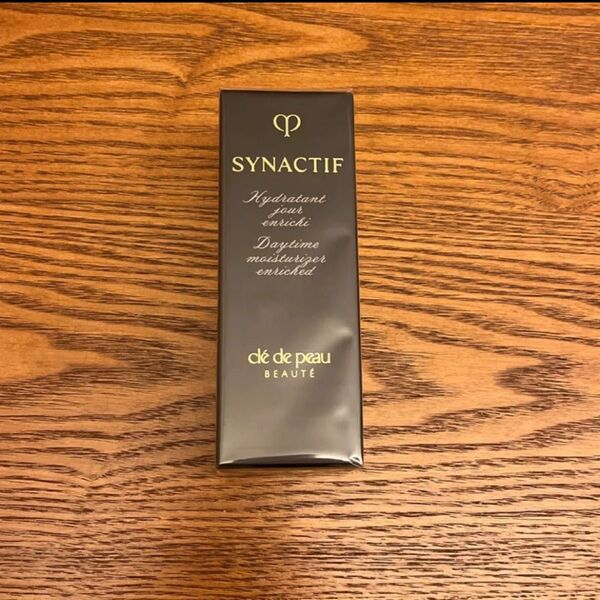 SYNACTIF
Hydratant
jour
enrichi
Daytime
moisturizer
enriched
clé de peau
BEAUTÉ